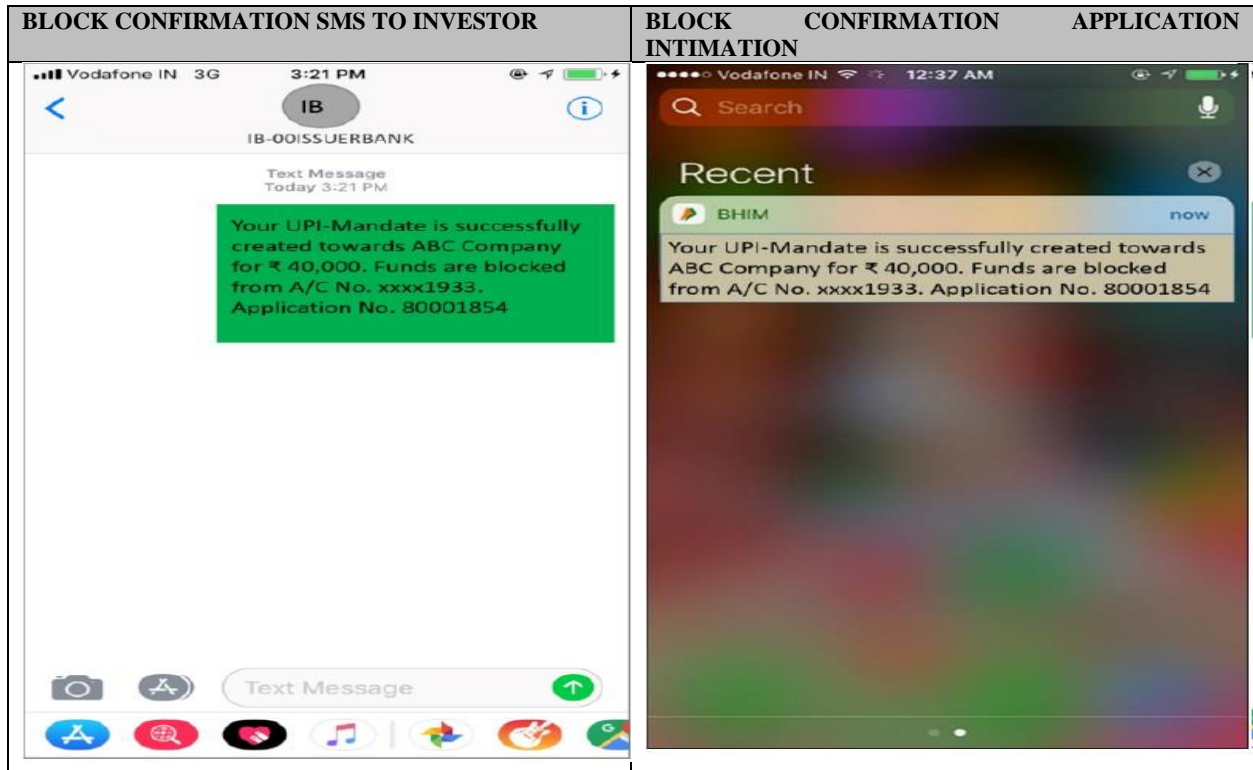 BLOCK CONFIRMATION SMS TO INVESTOR
BLOCK CONFIRMATION APPLICATION
INTIMATION
Vodafone IN 3G 3:21 PM
IB
IB-00ISSUERBANK
Text Message
Today 3:21 PM
Your UPI-Mandate is successfully
created towards ABC Company
for ₹ 40,000. Funds are blocked
from A/C No. xxxx1933.
Application No. 80001854
Text Message
Vodafone IN 12:37 AM
Search
Recent
BHIM now
Your UPI-Mandate is successfully created towards
ABC Company for ₹ 40,000. Funds are blocked
from A/C No. xxxx1933. Application No. 80001854